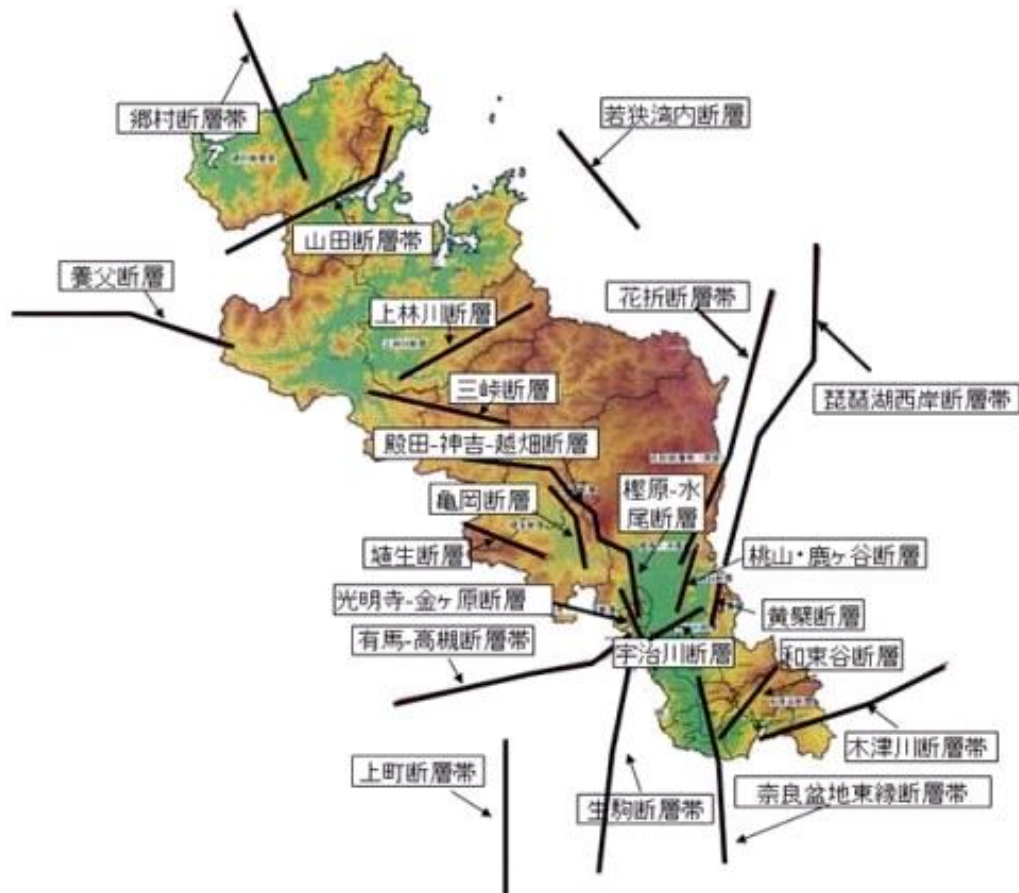 郷村断層帯
若狭湾内断層
山田断層帯
養父断層
花折断層帯
上林川断層
三峠断層
琵琶湖西岸断層帯
殿田-神吉-越畑断層
樫原-水
尾断層
亀岡断層
埴生断層
桃山・鹿ヶ谷断層
光明寺-金ヶ原断層
黄檗断層
有馬-高槻断層帯
宇治川断層
和束谷断層
木津川断層帯
上町断層帯
生駒断層帯
奈良盆地東縁断層帯